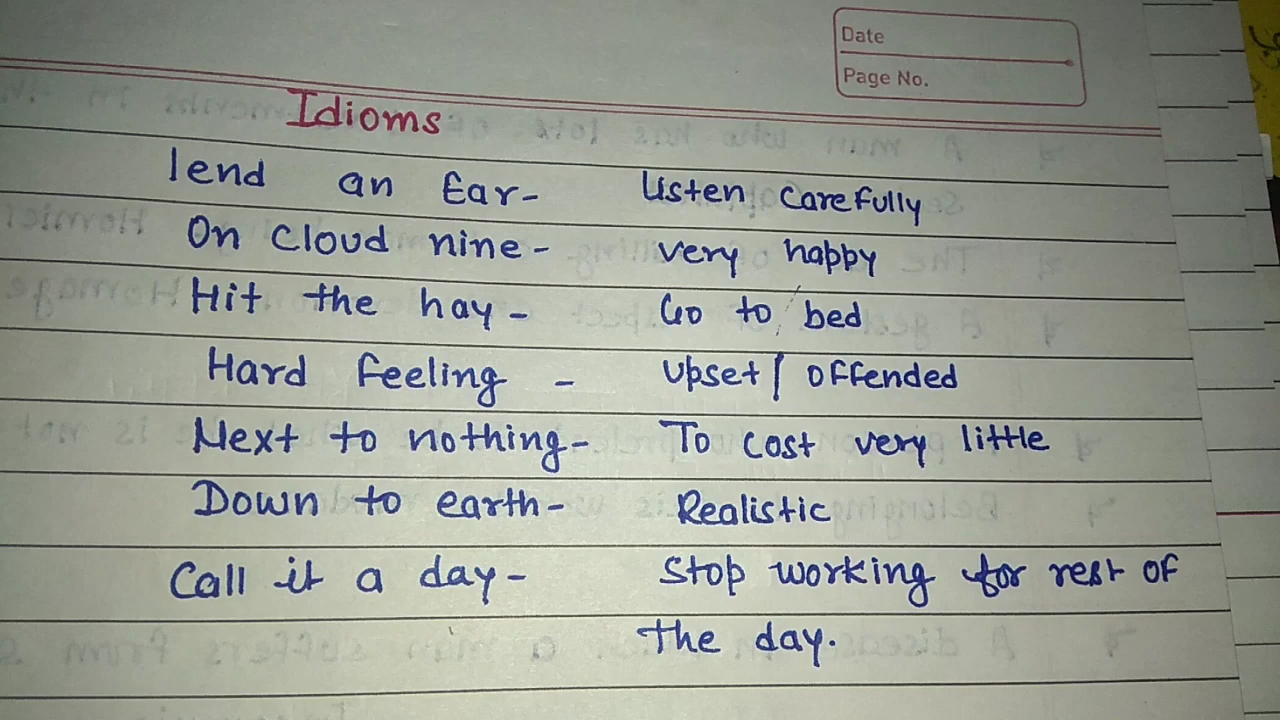 Date
Page No.
Idioms
lend an Ear- Listen Carefully
On Cloud nine- very happy
Hit the hay- Go to bed
Hard feeling - upset/ offended
Next to nothing- To cost very little
Down to earth- Realistic
Call it a day- Stop working for rest of
the day.